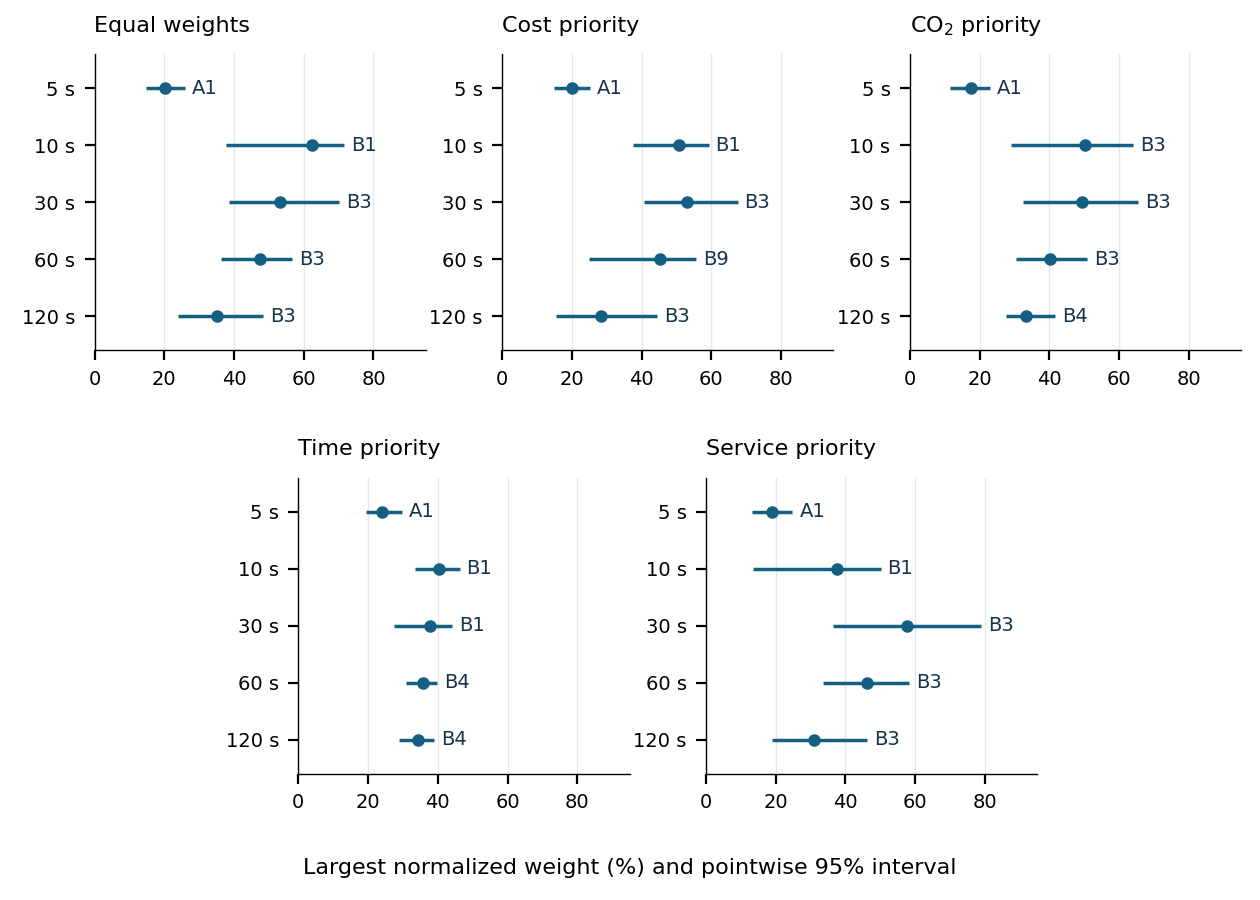 Equal weights
5 s A1
10 s B1
30 s B3
60 s B3
120 s B3
0 20 40 60 80
Cost priority
5 s A1
10 s B1
30 s B3
60 s B9
120 s B3
0 20 40 60 80
CO₂ priority
5 s A1
10 s B3
30 s B3
60 s B3
120 s B4
0 20 40 60 80
Time priority
5 s A1
10 s B1
30 s B1
60 s B4
120 s B4
0 20 40 60 80
Service priority
5 s A1
10 s B1
30 s B3
60 s B3
120 s B3
0 20 40 60 80
Largest normalized weight (%) and pointwise 95% interval